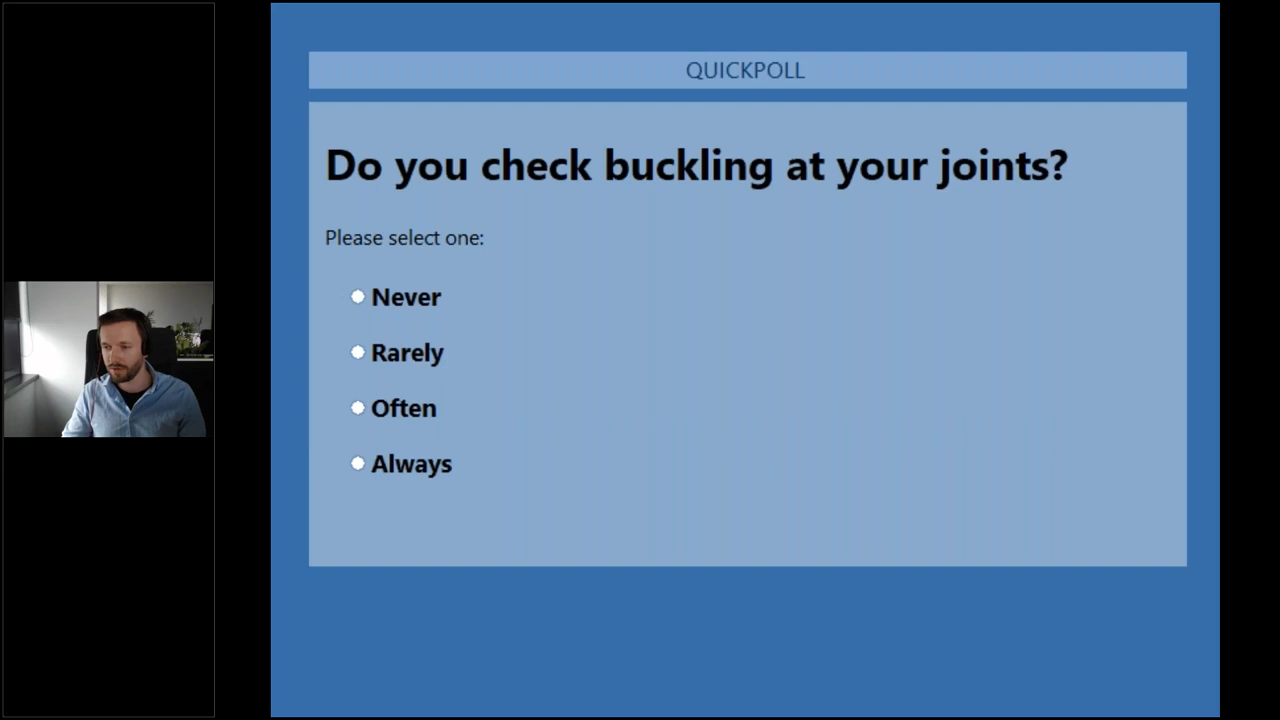 QUICKPOLL
Do you check buckling at your joints?
Please select one:
Never
Rarely
Often
Always